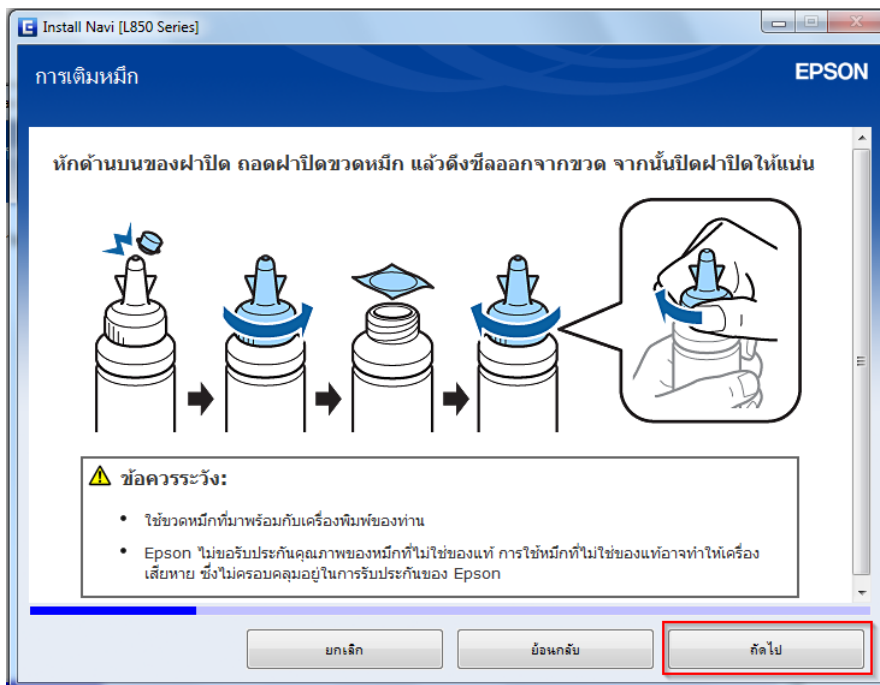 Install Navi [L850 Series]
การเติมหมึก
EPSON
หักด้านบนของฝาปิด ถอดฝาปิดขวดหมึก แล้วดึงซีลออกจากขวด จากนั้นปิดฝาปิดให้แน่น
ข้อควรระวัง:
• ใช้ขวดหมึกที่มาพร้อมกับเครื่องพิมพ์ของท่าน
• Epson ไม่ขอรับประกันคุณภาพของหมึกที่ไม่ใช่ของแท้ การใช้หมึกที่ไม่ใช่ของแท้อาจทำให้เครื่อง
เสียหาย ซึ่งไม่ครอบคลุมอยู่ในการรับประกันของ Epson
ยกเลิก
ย้อนกลับ
ถัดไป